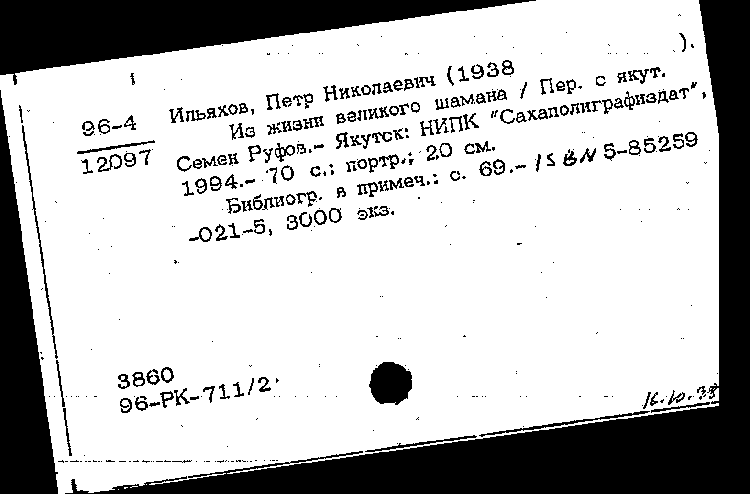 96-4
12097
Ильяхов, Петр Николаевич (1938 ).
Из жизни великого шамана / Пер. с якут.
Семен Руфов.- Якутск: НИПК "Сахаполиграфиздат",
1994.- 70 с.: портр.; 20 см.
Библиогр. в примеч.: с. 69.- ISBN 5-85259
-021-5, 3000 экз.
3860
96-РК-711/2
16.10.